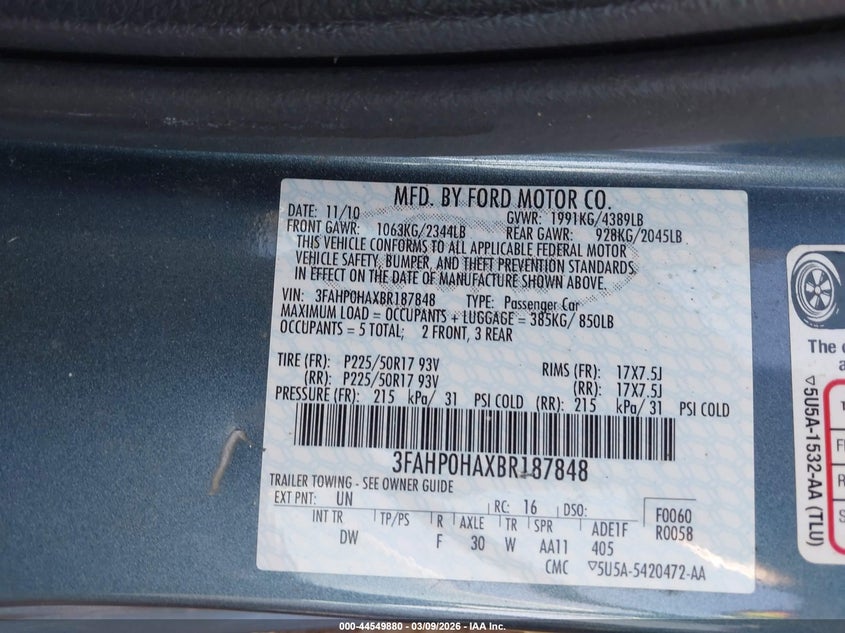 MFD. BY FORD MOTOR CO.
DATE: 11/10 GVWR: 1991KG/4389LB
FRONT GAWR: 1063KG/2344LB REAR GAWR: 928KG/2045LB
THIS VEHICLE CONFORMS TO ALL APPLICABLE FEDERAL MOTOR
VEHICLE SAFETY, BUMPER, AND THEFT PREVENTION STANDARDS
IN EFFECT ON THE DATE OF MANUFACTURE SHOWN ABOVE.
VIN: 3FAHP0HAXBR187848 TYPE: Passenger Car
MAXIMUM LOAD = OCCUPANTS + LUGGAGE = 385KG/ 850LB
OCCUPANTS = 5 TOTAL; 2 FRONT, 3 REAR
TIRE (FR): P225/50R17 93V RIMS (FR): 17X7.5J
(RR): P225/50R17 93V (RR): 17X7.5J
PRESSURE (FR): 215 kPa/ 31 PSI COLD (RR): 215 kPa/ 31 PSI COLD
3FAHP0HAXBR187848
TRAILER TOWING - SEE OWNER GUIDE
EXT PNT: UN RC: 16 DSO: F0060
INT TR TP/PS R AXLE TR SPR ADE1F R0058
DW F 30 W AA11 405
CMC ▽5U5A-5420472-AA
The
▽5U5A-1532-AA (TLU)
000-44549880 - 03/09/2026 - IAA Inc.